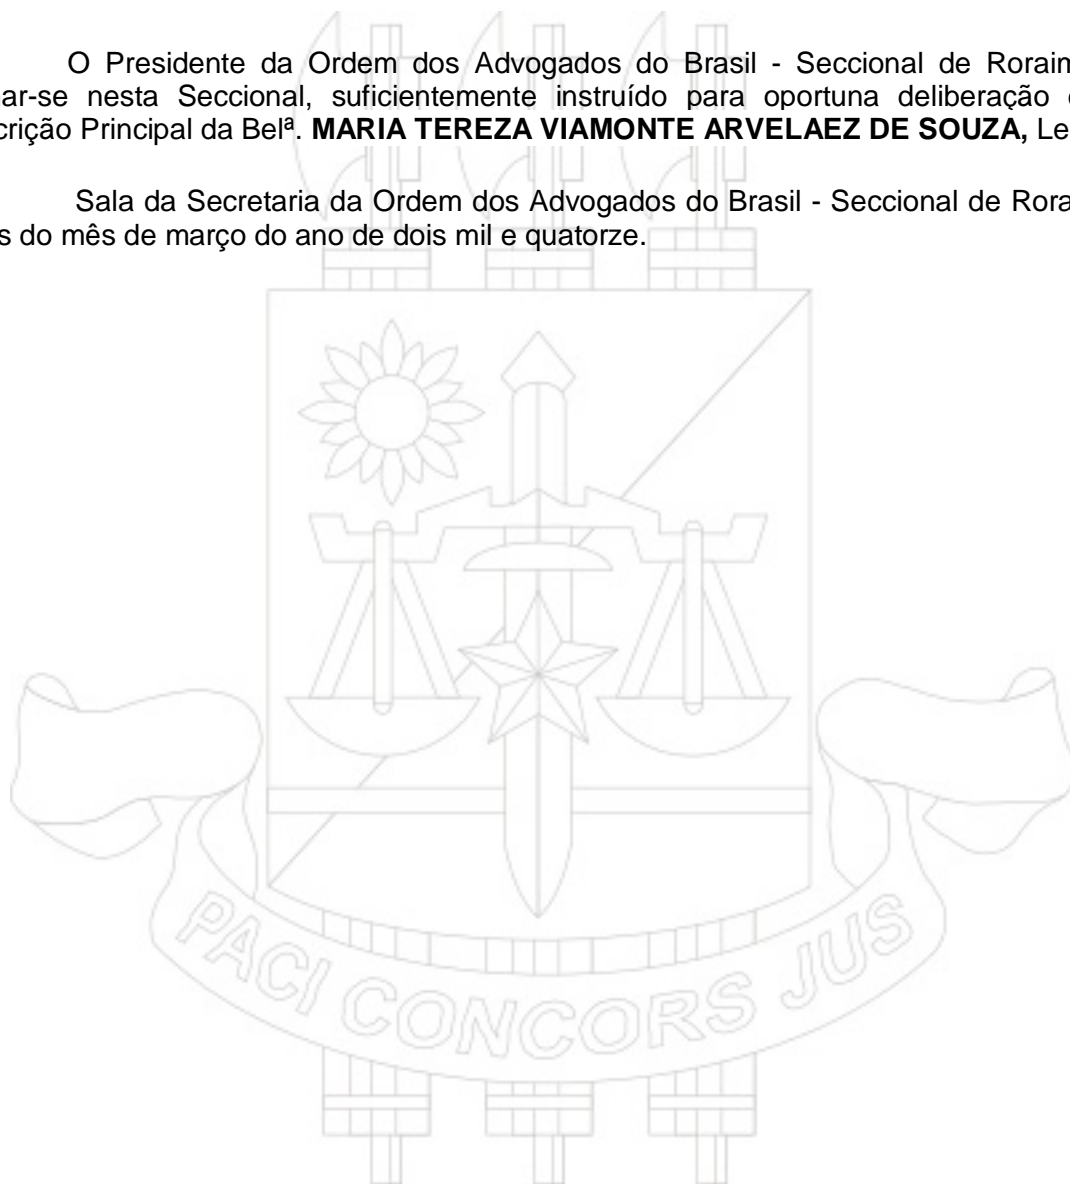 O Presidente da Ordem dos Advogados do Brasil - Seccional de Roraim
ar-se nesta Seccional, suficientemente instruído para oportuna deliberação
crição Principal da Belª. MARIA TEREZA VIAMONTE ARVELAEZ DE SOUZA, Le
Sala da Secretaria da Ordem dos Advogados do Brasil - Seccional de Rora
s do mês de março do ano de dois mil e quatorze.
PACI CONCORS JUS